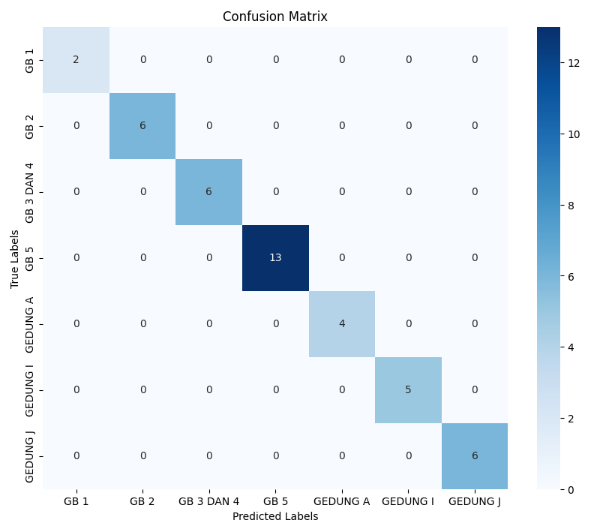 Confusion Matrix
True Labels
GB 1
2 0 0 0 0 0 0
GB 2
0 6 0 0 0 0 0
GB 3 DAN 4
0 0 6 0 0 0 0
GB 5
0 0 0 13 0 0 0
GEDUNG A
0 0 0 0 4 0 0
GEDUNG I
0 0 0 0 0 5 0
GEDUNG J
0 0 0 0 0 0 6
GB 1 GB 2 GB 3 DAN 4 GB 5 GEDUNG A GEDUNG I GEDUNG J
Predicted Labels
12
10
8
6
4
2
0